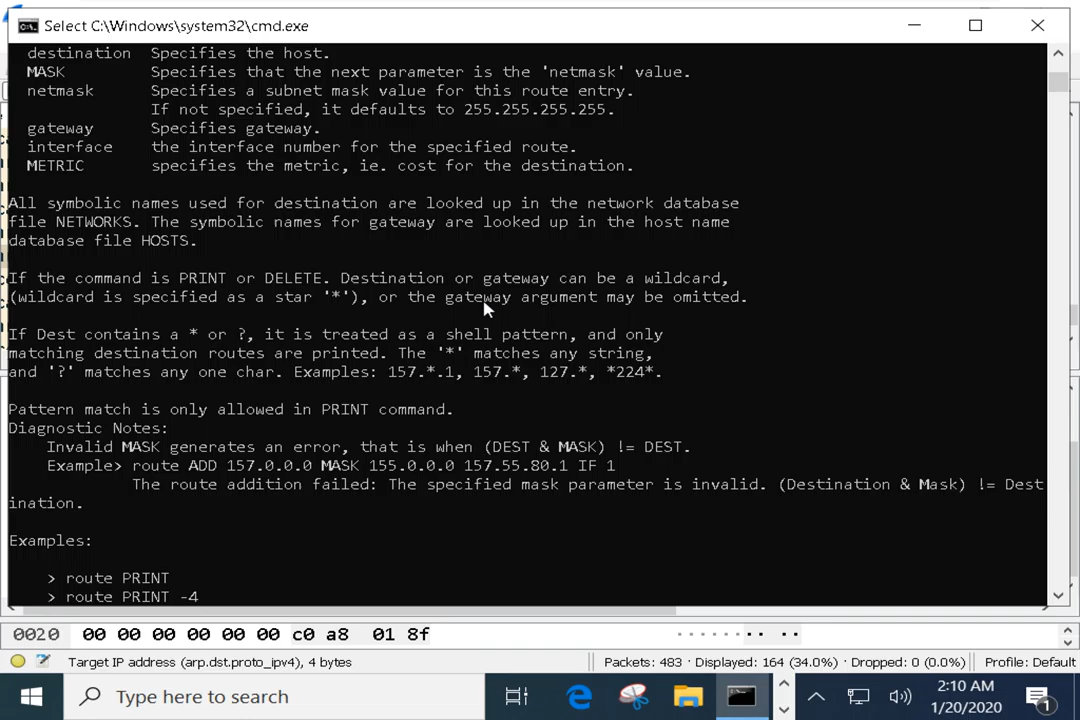 Select C:\Windows\system32\cmd.exe
destination Specifies the host.
MASK Specifies that the next parameter is the 'netmask' value.
netmask Specifies a subnet mask value for this route entry.
If not specified, it defaults to 255.255.255.255.
gateway Specifies gateway.
interface the interface number for the specified route.
METRIC specifies the metric, ie. cost for the destination.
All symbolic names used for destination are looked up in the network database
file NETWORKS. The symbolic names for gateway are looked up in the host name
database file HOSTS.
If the command is PRINT or DELETE. Destination or gateway can be a wildcard,
(wildcard is specified as a star '*'), or the gateway argument may be omitted.
If Dest contains a * or ?, it is treated as a shell pattern, and only
matching destination routes are printed. The '*' matches any string,
and '?' matches any one char. Examples: 157.*.1, 157.*, 127.*, *224*.
Pattern match is only allowed in PRINT command.
Diagnostic Notes:
Invalid MASK generates an error, that is when (DEST & MASK) != DEST.
Example> route ADD 157.0.0.0 MASK 155.0.0.0 157.55.80.1 IF 1
The route addition failed: The specified mask parameter is invalid. (Destination & Mask) != Dest
ination.
Examples:
> route PRINT
> route PRINT -4
0020 00 00 00 00 00 00 c0 a8 01 8f ······ ·· ··
Target IP address (arp.dst.proto_ipv4), 4 bytes Packets: 483 · Displayed: 164 (34.0%) · Dropped: 0 (0.0%) Profile: Default
Type here to search
2:10 AM
1/20/2020
1